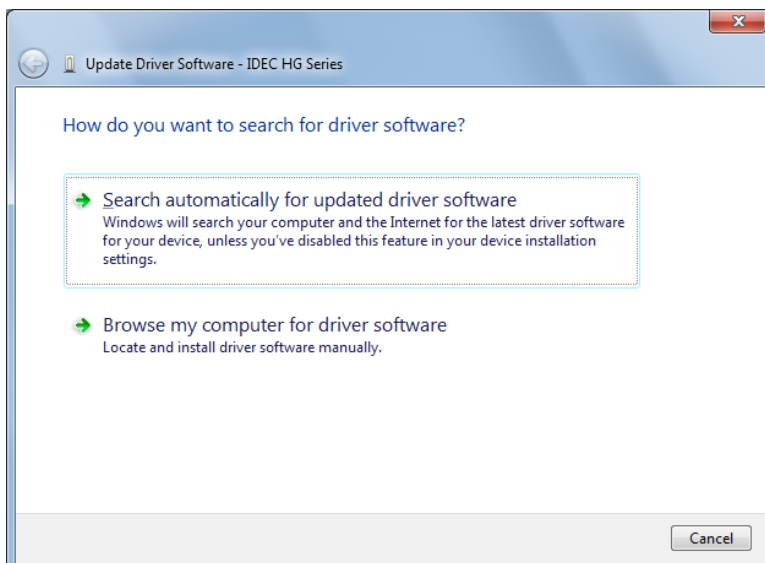 Update Driver Software - IDEC HG Series
How do you want to search for driver software?
Search automatically for updated driver software
Windows will search your computer and the Internet for the latest driver software
for your device, unless you've disabled this feature in your device installation
settings.
Browse my computer for driver software
Locate and install driver software manually.
Cancel